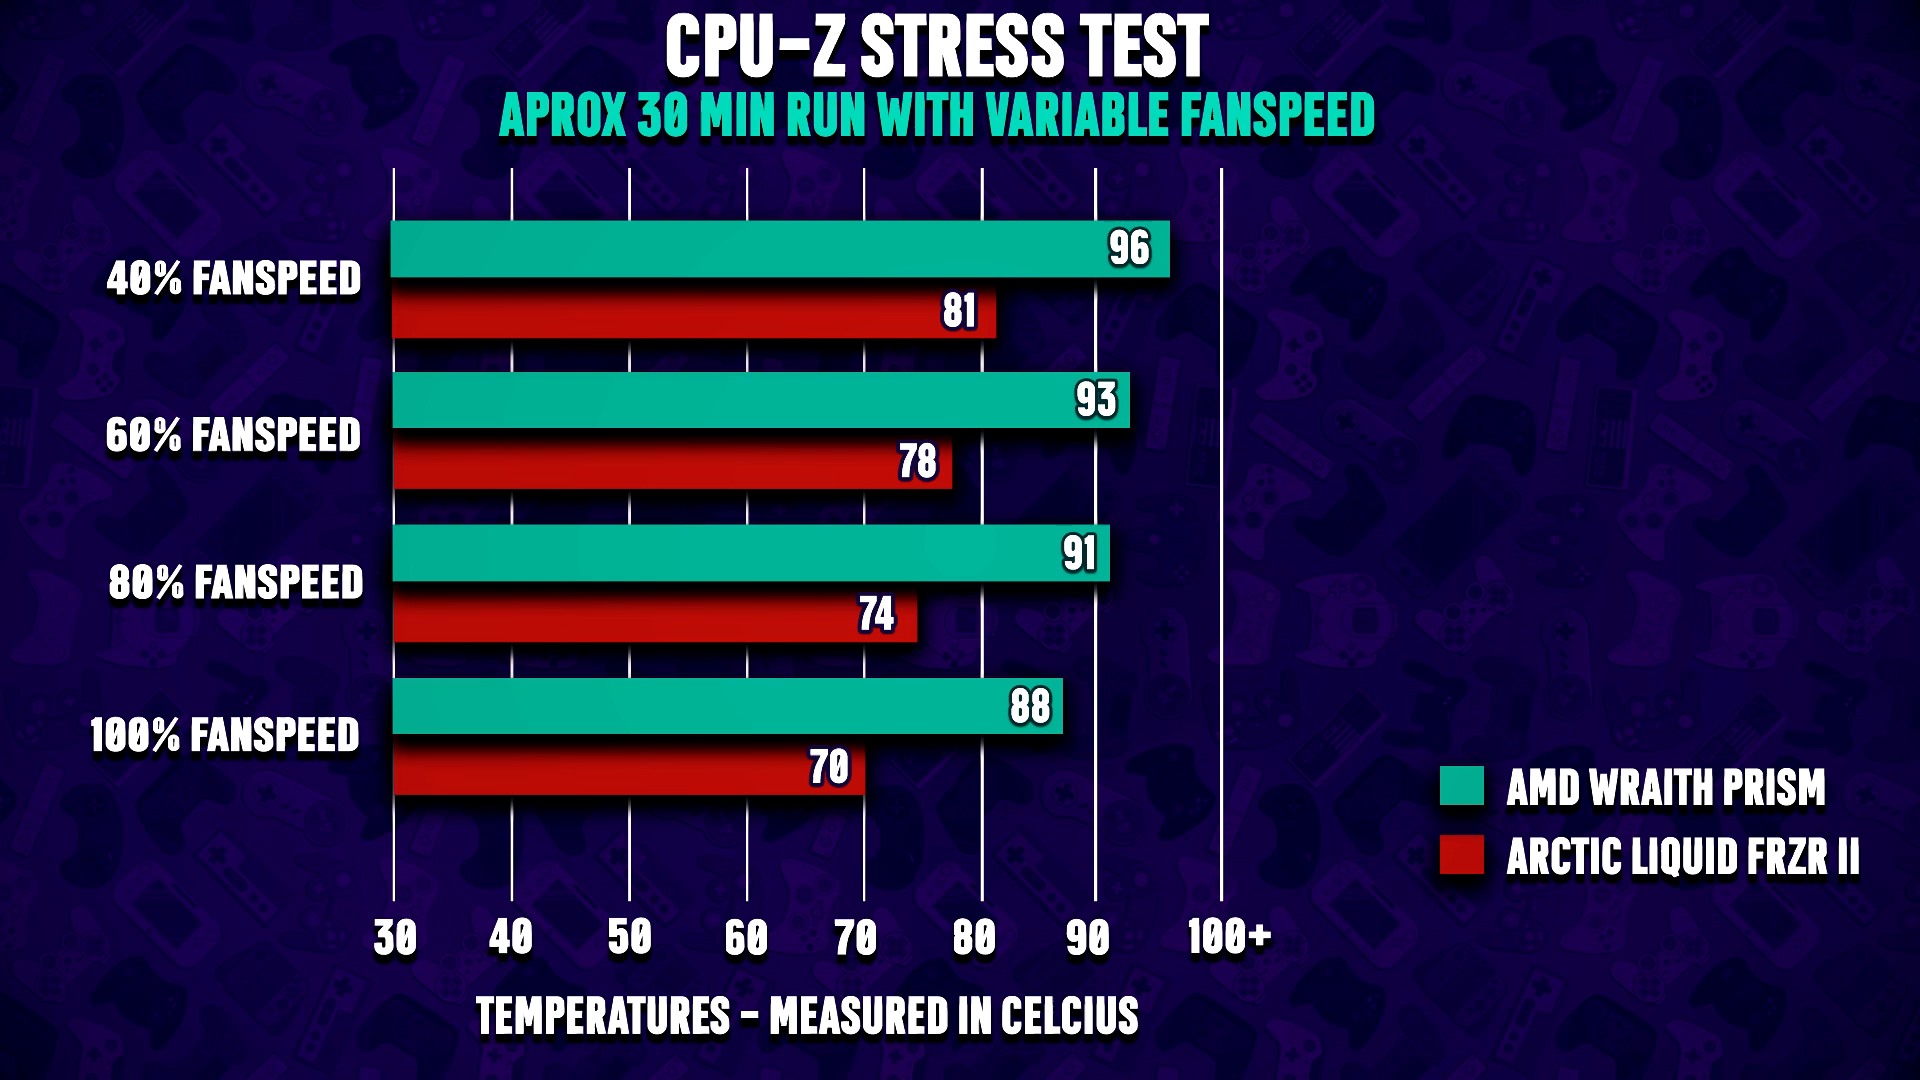 CPU-Z STRESS TEST
APROX 30 MIN RUN WITH VARIABLE FANSPEED
40% FANSPEED
96
81
60% FANSPEED
93
78
80% FANSPEED
91
74
100% FANSPEED
88
70
AMD WRAITH PRISM
ARCTIC LIQUID FRZR II
30 40 50 60 70 80 90 100+
TEMPERATURES - MEASURED IN CELCIUS